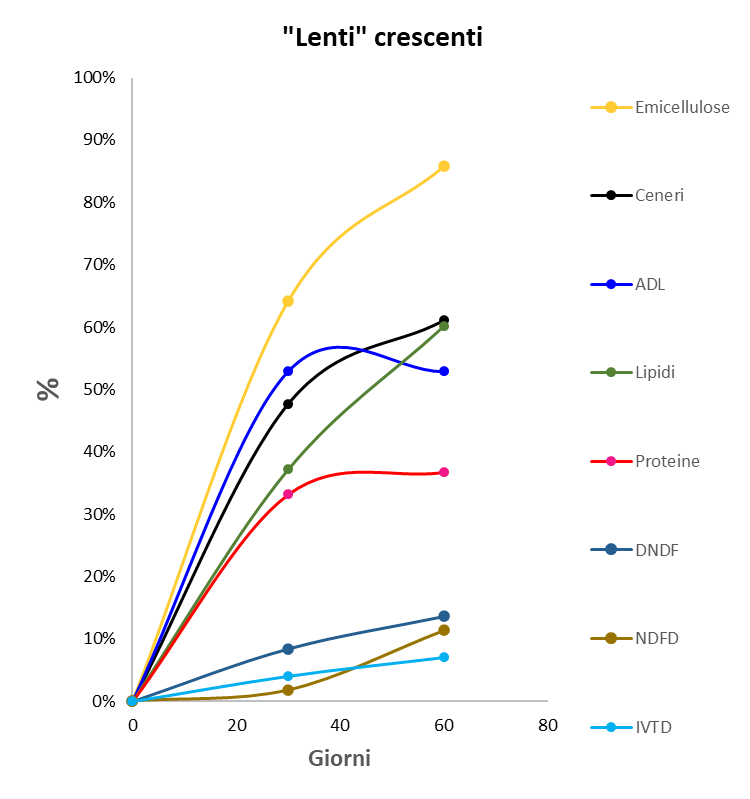 "Lenti" crescenti
100%
90%
80%
70%
60%
50%
40%
30%
20%
10%
0%
%
0 20 40 60 80
Giorni
Emicellulose
Ceneri
ADL
Lipidi
Proteine
DNDF
NDFD
IVTD